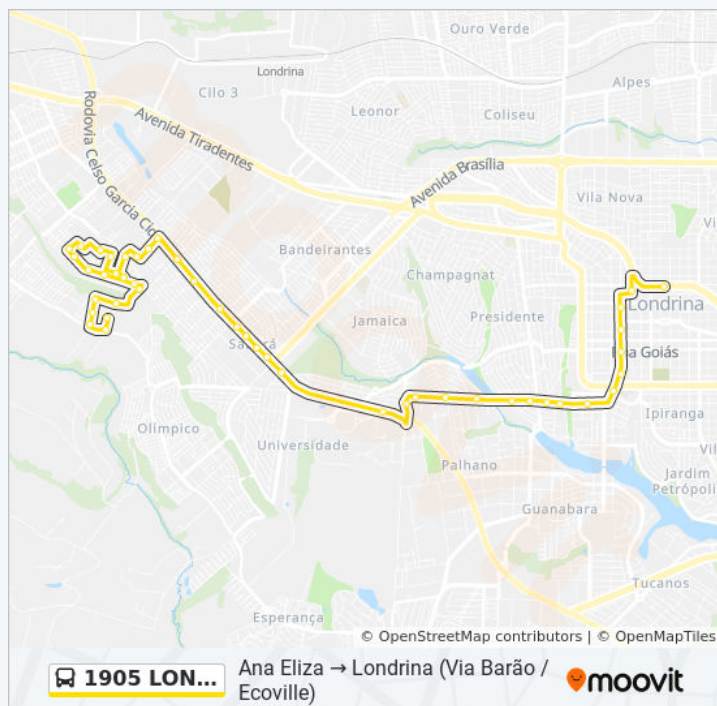 Ouro Verde
Londrina
Cilo 3
Alpes
Leonor
Coliseu
Rodovia Celso Garcia Cid
Avenida Tiradentes
Avenida Brasília
Vila Nova
Bandeirantes
Champagnat
Londrina
Jamaica
Presidente
Rua Goiás
Ipiranga
Olímpico
Universidade
Palhano
Jardim
Petrópoli
Guanabara
Tucanos
Esperança
© OpenStreetMap contributors | © OpenMapTiles
1905 LON...
Ana Eliza → Londrina (Via Barão /
Ecoville)
moovit